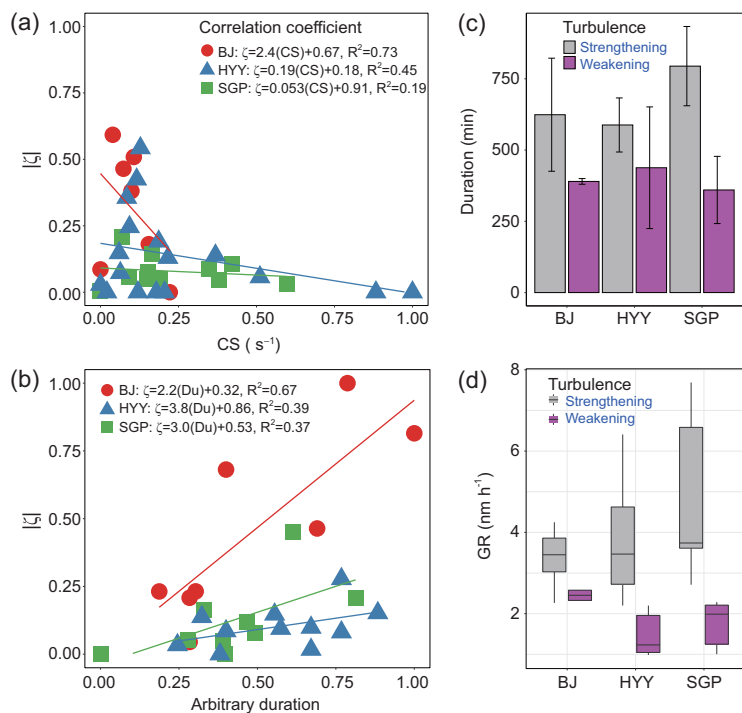 (a)
Correlation coefficient
BJ: ζ=2.4(CS)+0.67, R²=0.73
HYY: ζ=0.19(CS)+0.18, R²=0.45
SGP: ζ=0.053(CS)+0.91, R²=0.19
1.00
0.75
0.50
0.25
0.00
|ζ|
0.00 0.25 0.50 0.75 1.00
CS ( s⁻¹)
(b)
BJ: ζ=2.2(Du)+0.32, R²=0.67
HYY: ζ=3.8(Du)+0.86, R²=0.39
SGP: ζ=3.0(Du)+0.53, R²=0.37
1.00
0.75
0.50
0.25
0.00
|ζ|
0.00 0.25 0.50 0.75 1.00
Arbitrary duration
(c)
Turbulence
Strengthening
Weakening
750
500
250
0
Duration (min)
BJ HYY SGP
(d)
Turbulence
Strengthening
Weakening
8
6
4
2
GR (nm h⁻¹)
BJ HYY SGP